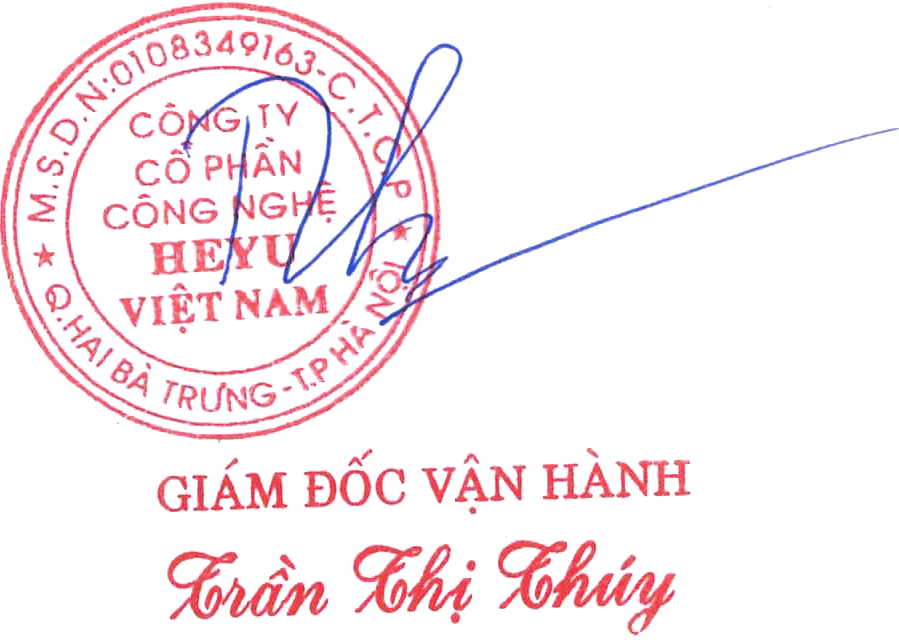 M.S.D.N:0108349163-C.T.C.P
CÔNG TY
CỔ PHẦN
CÔNG NGHỆ
HEYU
VIỆT NAM
Q.HAI BÀ TRƯNG-T.P HÀ NỘI
GIÁM ĐỐC VẬN HÀNH
Trần Thị Thúy